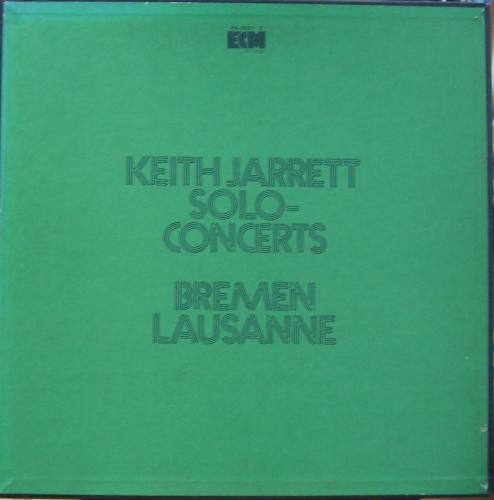 ECM
KEITH JARRETT
SOLO-
CONCERTS
BREMEN
LAUSANNE